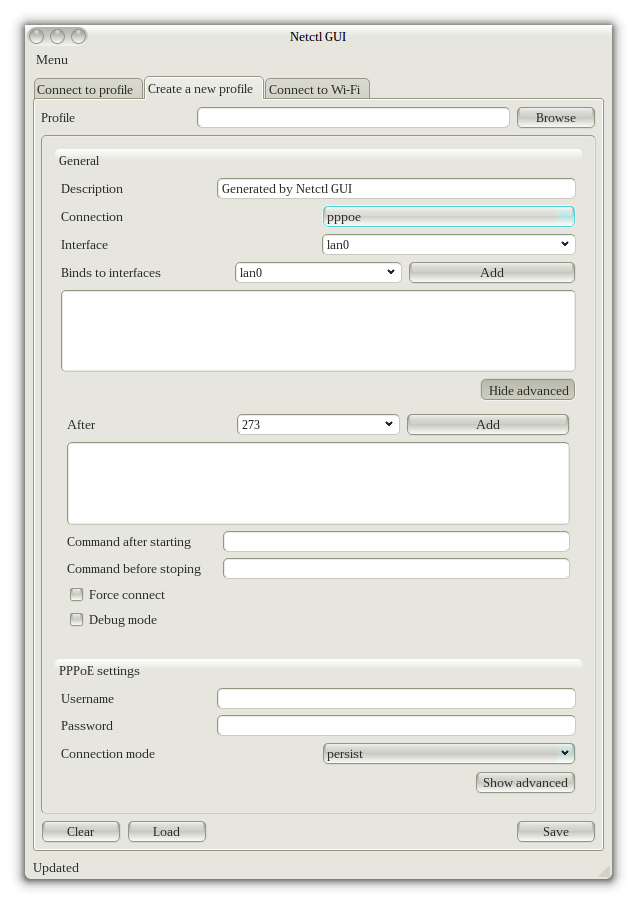 Netctl GUI
Menu
Connect to profile Create a new profile Connect to Wi-Fi
Profile Browse
General
Description Generated by Netctl GUI
Connection pppoe
Interface lan0
Binds to interfaces lan0 Add
Hide advanced
After 273 Add
Command after starting
Command before stoping
Force connect
Debug mode
PPPoE settings
Username
Password
Connection mode persist
Show advanced
Clear Load Save
Updated